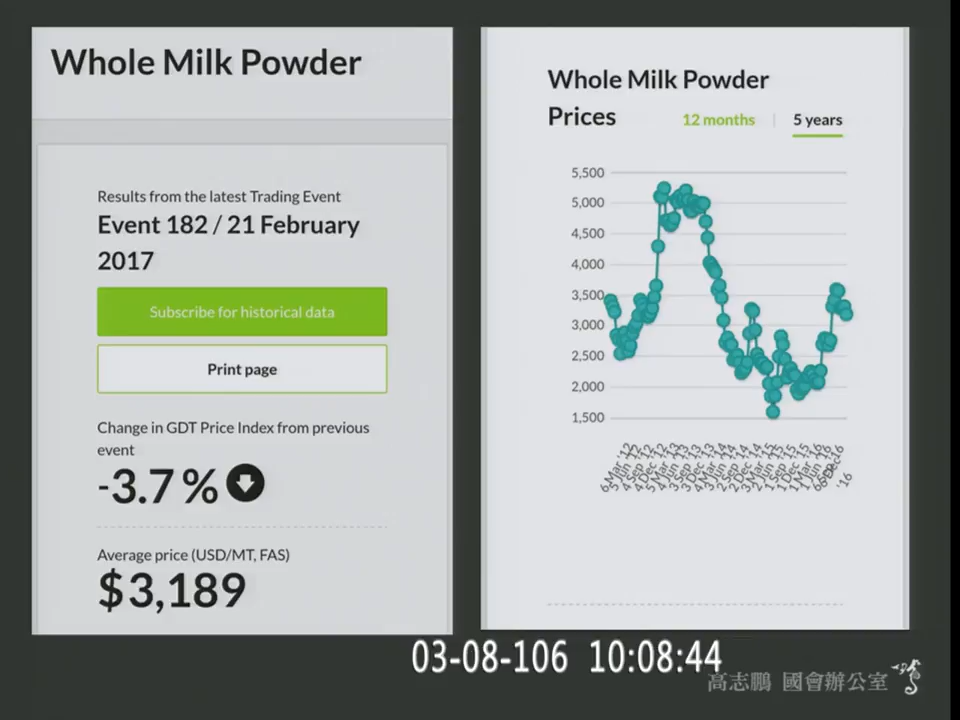 Whole Milk Powder
Results from the latest Trading Event
Event 182 / 21 February
2017
Subscribe for historical data
Print page
Change in GDT Price Index from previous
event
-3.7%
Average price (USD/MT, FAS)
$3,189
Whole Milk Powder
Prices
12 months | 5 years
5,500
5,000
4,500
4,000
3,500
3,000
2,500
2,000
1,500
03-08-106 10:08:44
高志鵬 國會辦公室